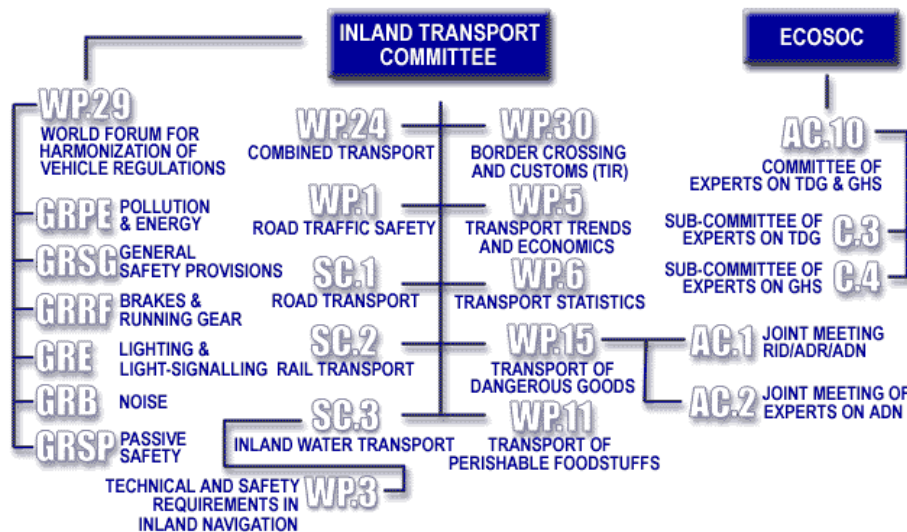 INLAND TRANSPORT
COMMITTEE
ECOSOC
WP.29
WORLD FORUM FOR
HARMONIZATION OF
VEHICLE REGULATIONS
GRPE
POLLUTION
& ENERGY
GRSG
GENERAL
SAFETY PROVISIONS
GRRF
BRAKES &
RUNNING GEAR
GRE
LIGHTING &
LIGHT-SIGNALLING
GRB
NOISE
GRSP
PASSIVE
SAFETY
WP.24
COMBINED TRANSPORT
WP.1
ROAD TRAFFIC SAFETY
SC.1
ROAD TRANSPORT
SC.2
RAIL TRANSPORT
SC.3
INLAND WATER TRANSPORT
WP.3
TECHNICAL AND SAFETY
REQUIREMENTS IN
INLAND NAVIGATION
WP.30
BORDER CROSSING
AND CUSTOMS (TIR)
WP.5
TRANSPORT TRENDS
AND ECONOMICS
WP.6
TRANSPORT STATISTICS
WP.15
TRANSPORT OF
DANGEROUS GOODS
WP.11
TRANSPORT OF
PERISHABLE FOODSTUFFS
AC.10
COMMITTEE OF
EXPERTS ON TDG & GHS
SUB-COMMITTEE OF
EXPERTS ON TDG
C.3
SUB-COMMITTEE OF
EXPERTS ON GHS
C.4
AC.1
JOINT MEETING
RID/ADR/ADN
AC.2
JOINT MEETING OF
EXPERTS ON ADN